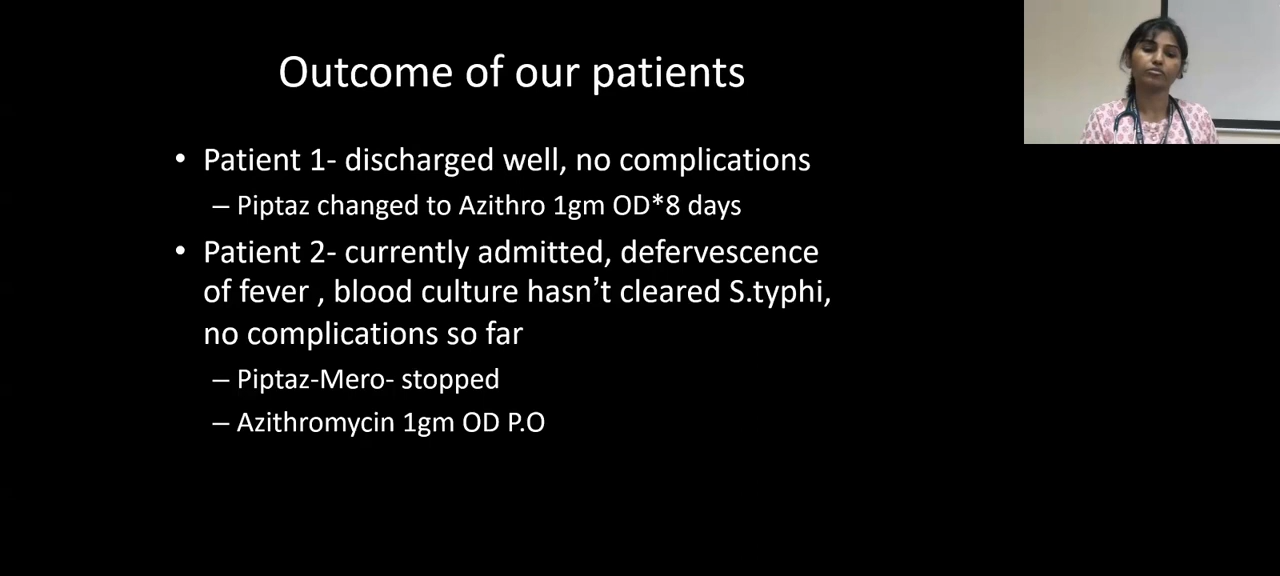 Outcome of our patients
• Patient 1- discharged well, no complications
– Piptaz changed to Azithro 1gm OD*8 days
• Patient 2- currently admitted, defervescence
of fever , blood culture hasn’t cleared S.typhi,
no complications so far
– Piptaz-Mero- stopped
– Azithromycin 1gm OD P.O